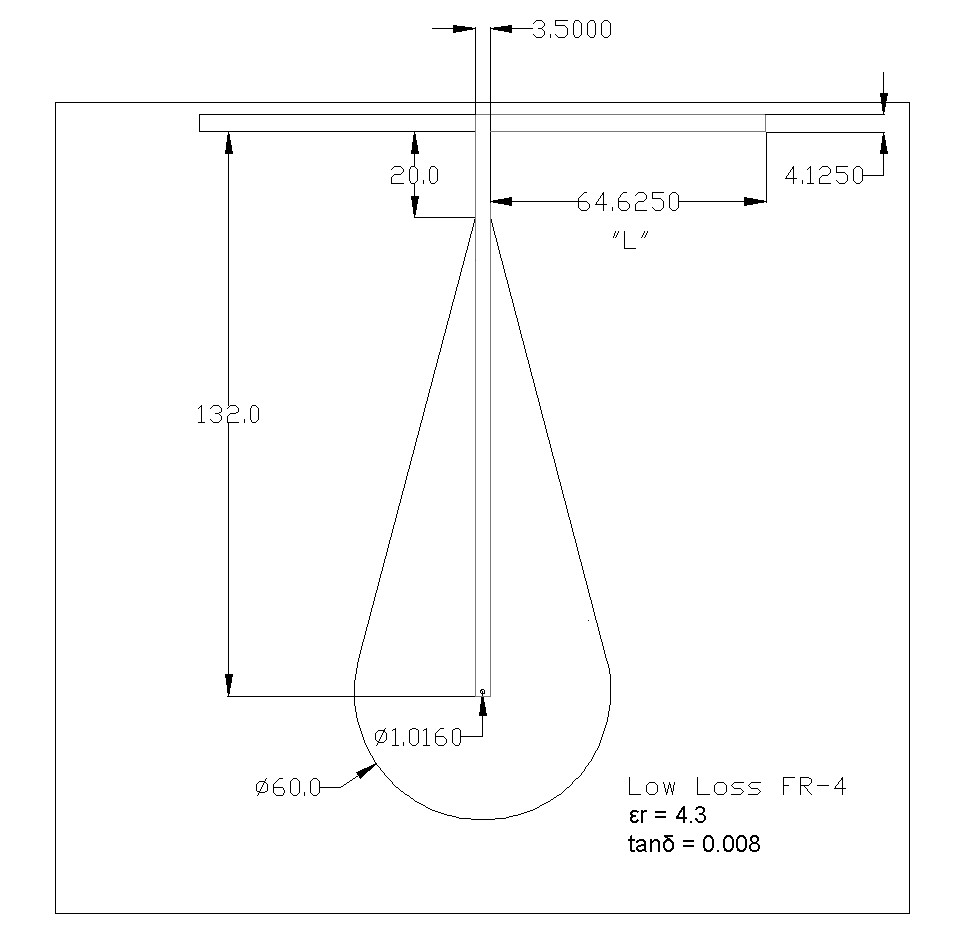 3.5000
20.0
4.1250
64.6250
"L"
132.0
Ø1.0160
Ø60.0
Low Loss FR-4
εr = 4.3
tanδ = 0.008